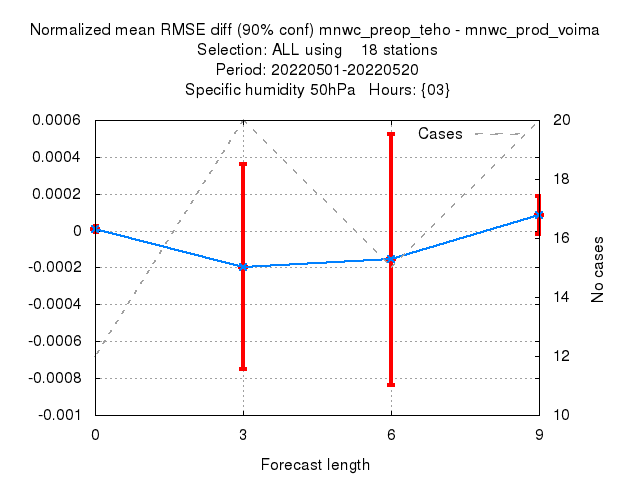 Normalized mean RMSE diff (90% conf) mnwc_preop_teho - mnwc_prod_voima
Selection: ALL using    18 stations
Period: 20220501-20220520
Specific humidity 50hPa   Hours: {03}
Cases
0.0006
0.0004
0.0002
0
-0.0002
-0.0004
-0.0006
-0.0008
-0.001
20
18
16
14
12
10
No cases
0 3 6 9
Forecast length